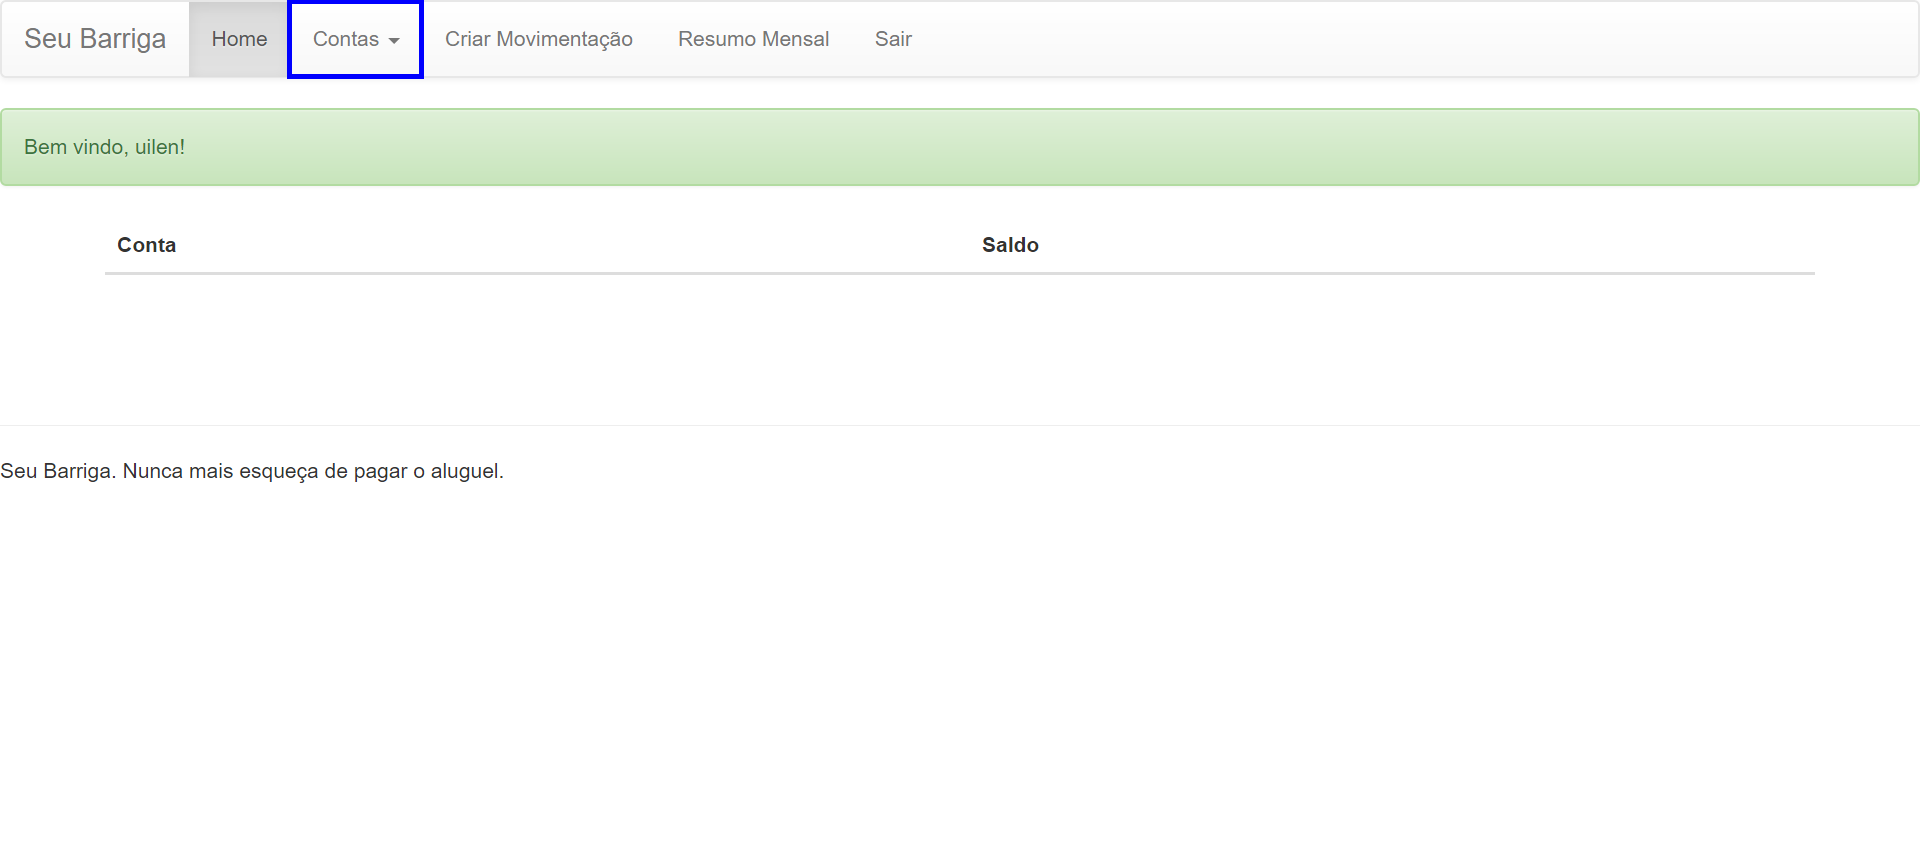 Seu Barriga Home Contas Criar Movimentação Resumo Mensal Sair
Bem vindo, uilen!
Conta Saldo
Seu Barriga. Nunca mais esqueça de pagar o aluguel.